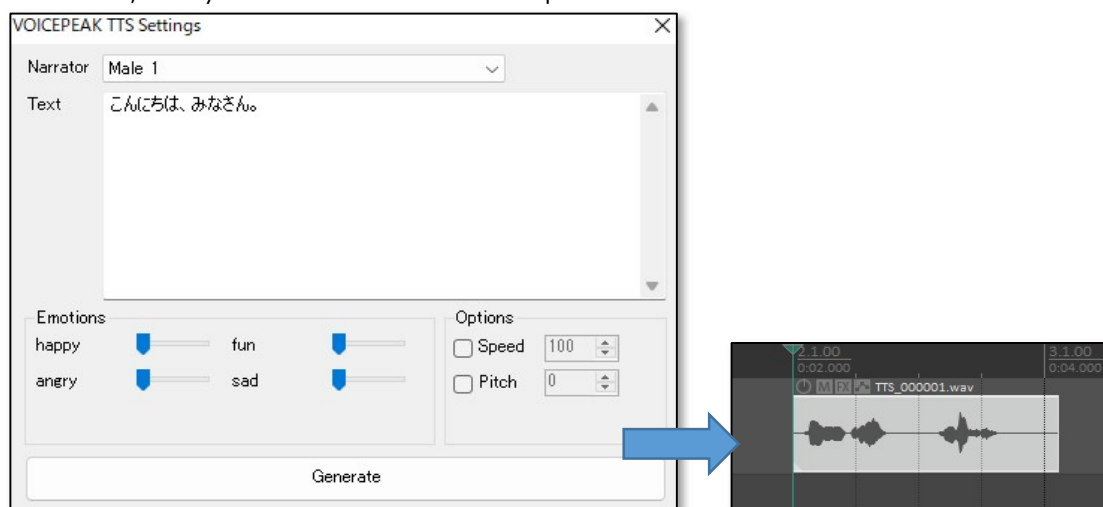 VOICEPEAK TTS Settings
Narrator Male 1
Text こんにちは、みなさん。
Emotions
happy fun
angry sad
Options
Speed 100
Pitch 0
Generate
2.1.00 3.1.00
0:02.000 0:04.000
M FX TTS_000001.wav